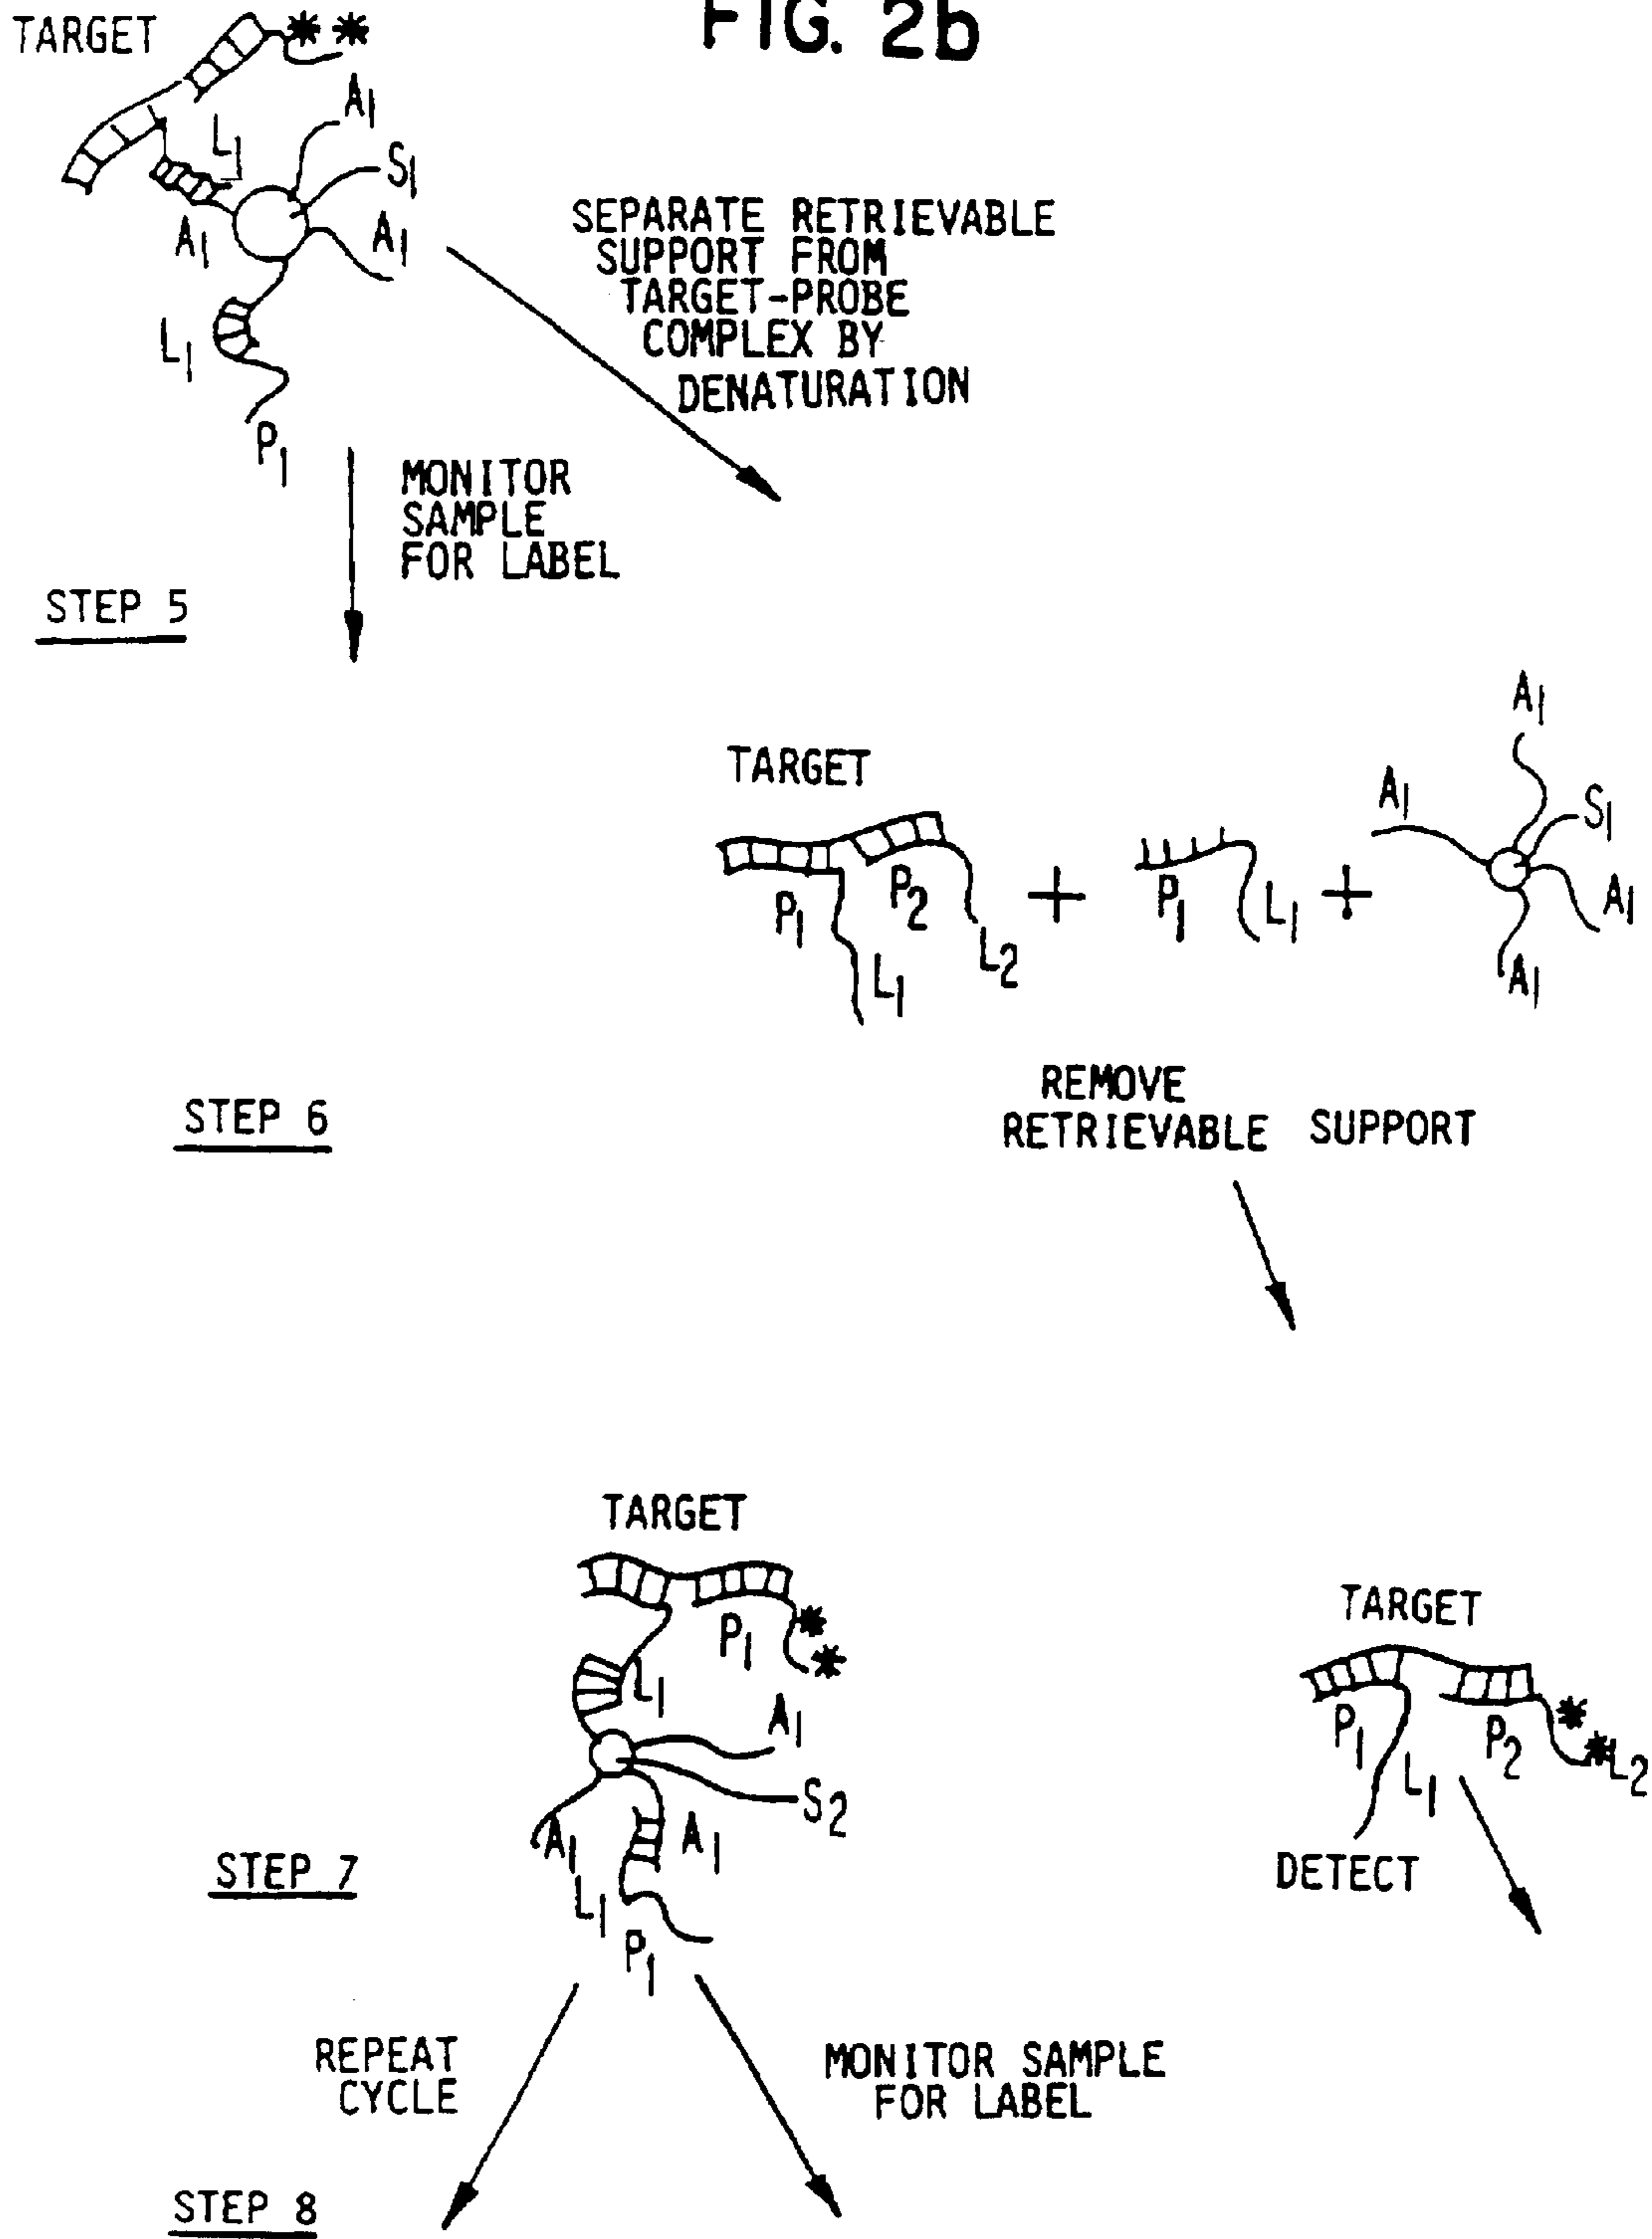 FIG. 2b
TARGET
* *
A1
L1
S1
A1
A1
L1
P1
SEPARATE RETRIEVABLE
SUPPORT FROM
TARGET-PROBE
COMPLEX BY
DENATURATION
MONITOR
SAMPLE
FOR LABEL
STEP 5
TARGET
P1
L1
P2
L2
+
P1
L1
+
A1
A1
S1
A1
A1
STEP 6
REMOVE
RETRIEVABLE SUPPORT
TARGET
P1
*
*
L1
A1
S2
A1
A1
L1
P1
TARGET
P1
L1
P2
*
*L2
STEP 7
DETECT
REPEAT
CYCLE
MONITOR SAMPLE
FOR LABEL
STEP 8